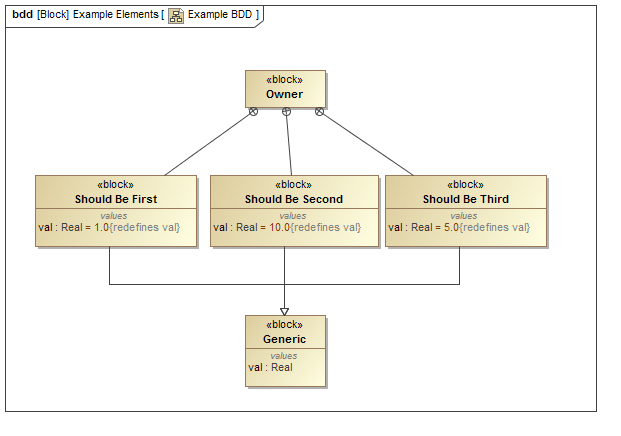 bdd [Block] Example Elements [ Example BDD ]
«block»
Owner
«block»
Should Be First
values
val : Real = 1.0{redefines val}
«block»
Should Be Second
values
val : Real = 10.0{redefines val}
«block»
Should Be Third
values
val : Real = 5.0{redefines val}
«block»
Generic
values
val : Real